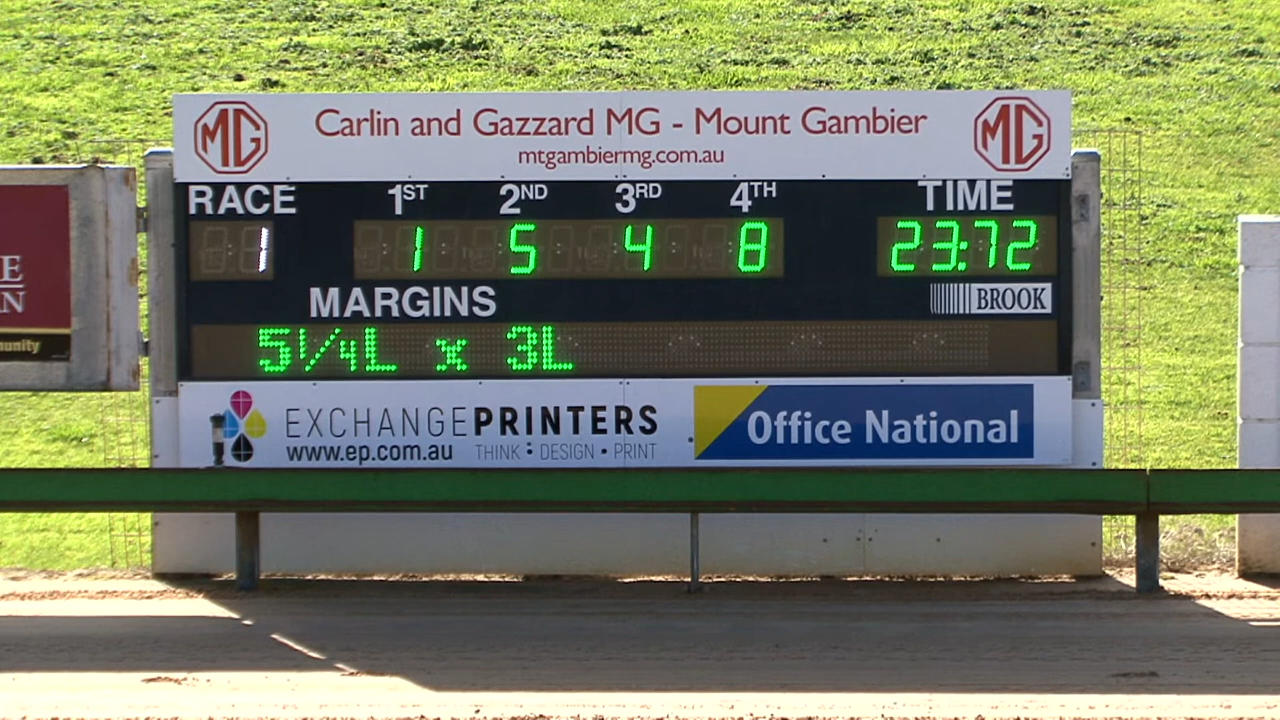 MG Carlin and Gazzard MG - Mount Gambier MG
mtgambiermg.com.au
RACE 1ST 2ND 3RD 4TH TIME
1 1 5 4 8 23:72
MARGINS BROOK
5¼L x 3L
EXCHANGEPRINTERS
www.ep.com.au THINK : DESIGN • PRINT
Office National
E
AN
munity